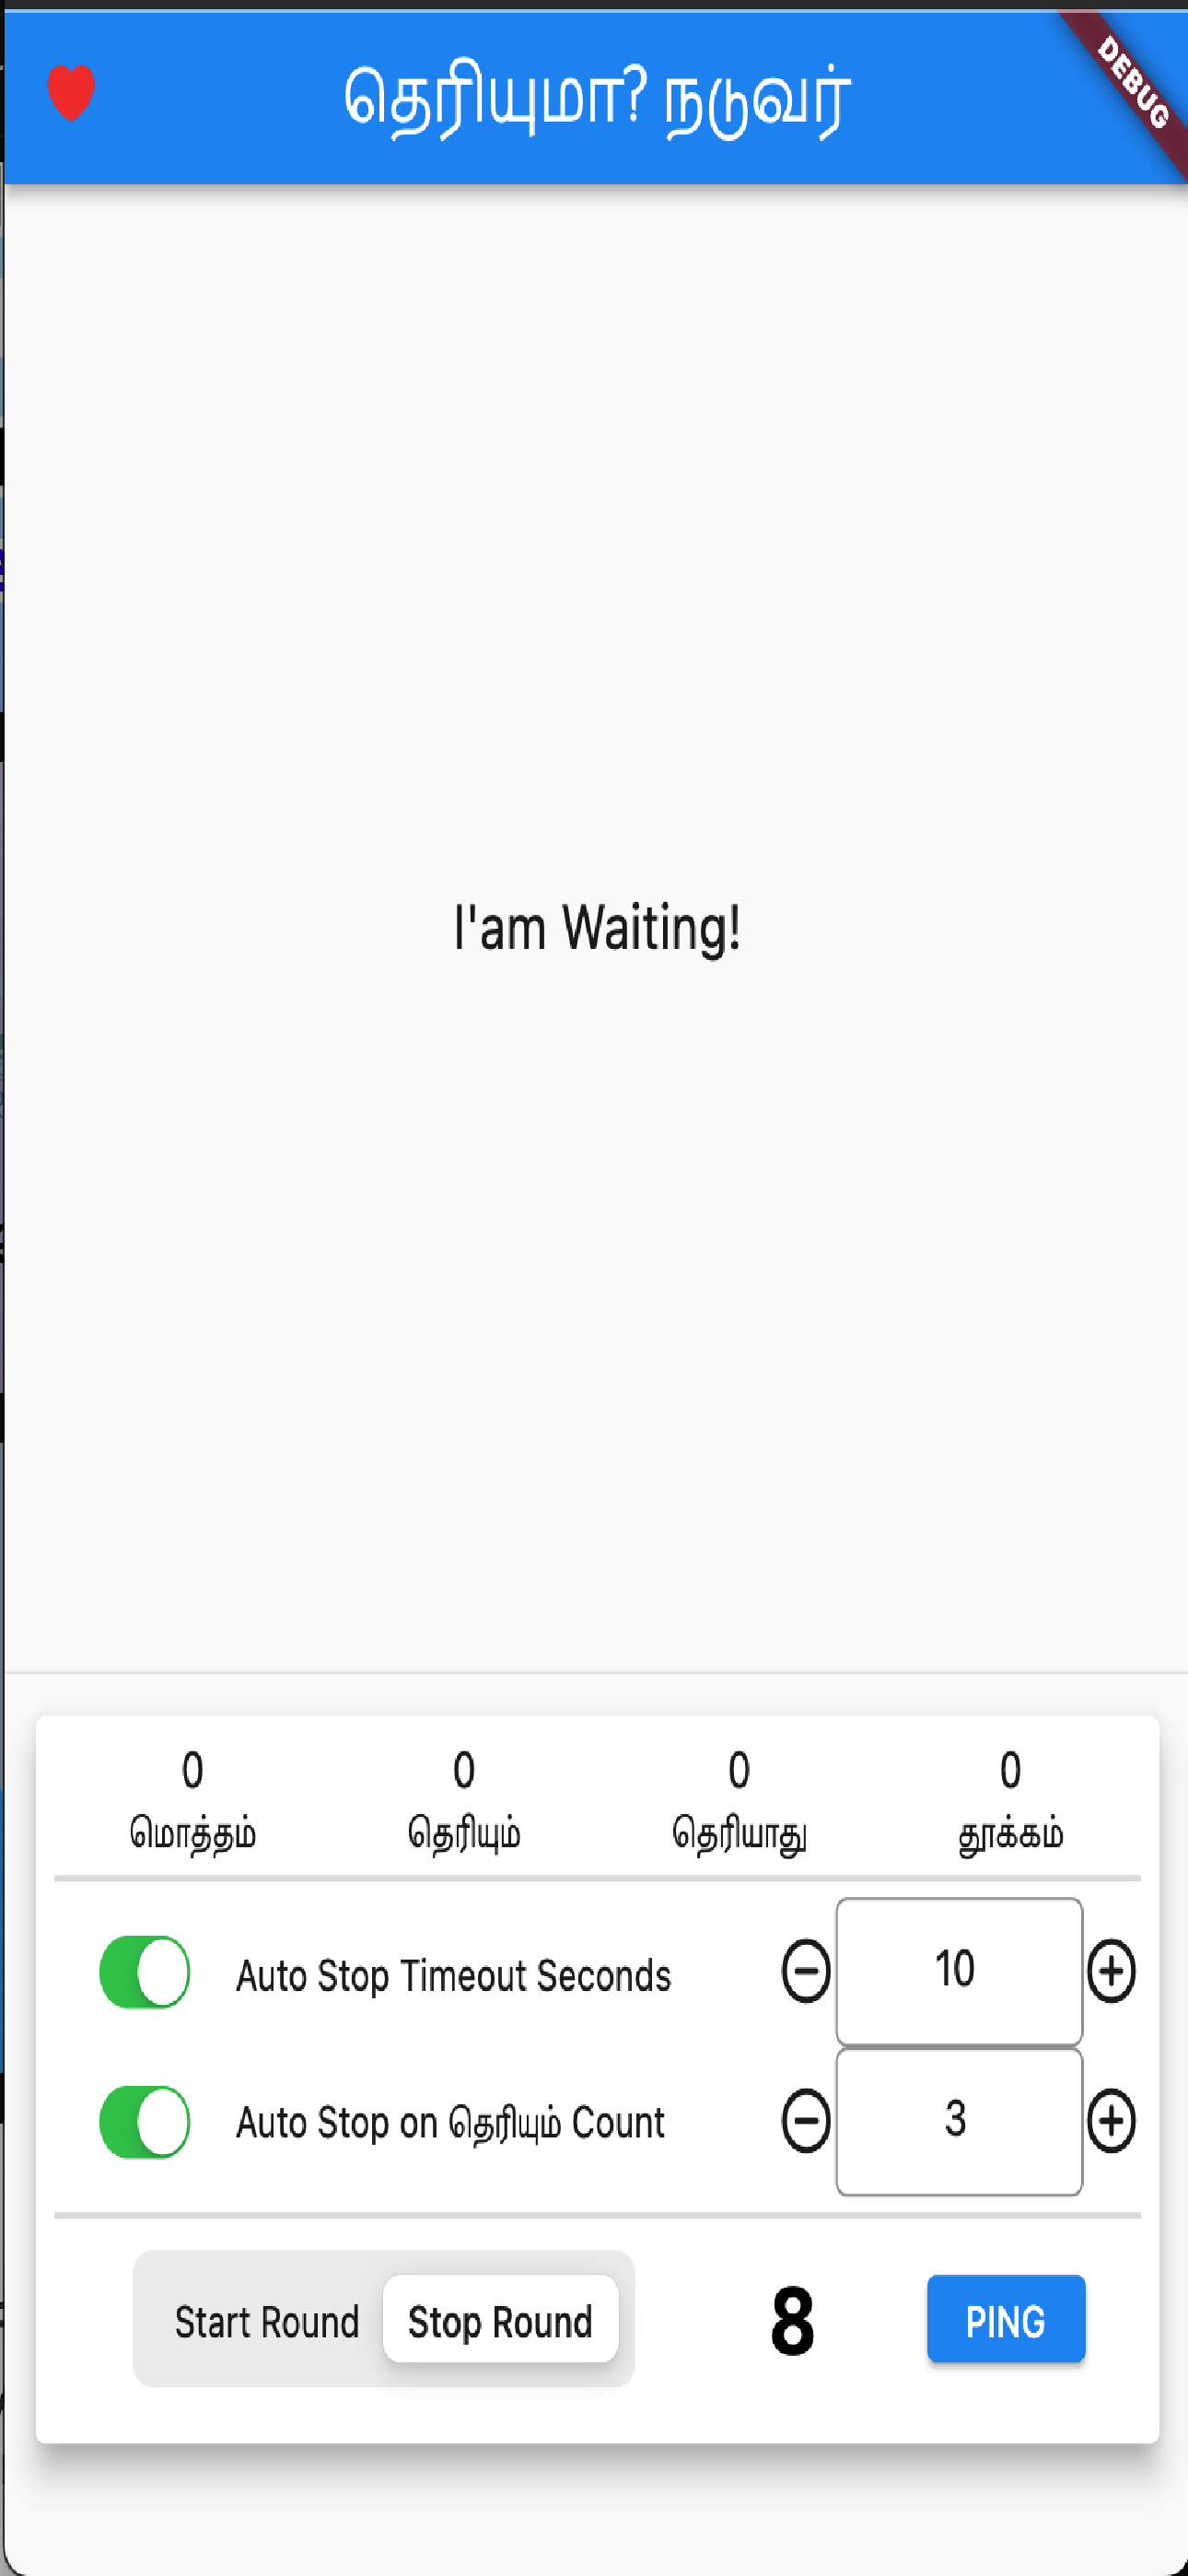 தெரியுமா? நடுவர்
DEBUG
I'am Waiting!
0 0 0 0
மொத்தம் தெரியும் தெரியாது தூக்கம்
Auto Stop Timeout Seconds 10
Auto Stop on தெரியும் Count 3
Start Round Stop Round 8 PING